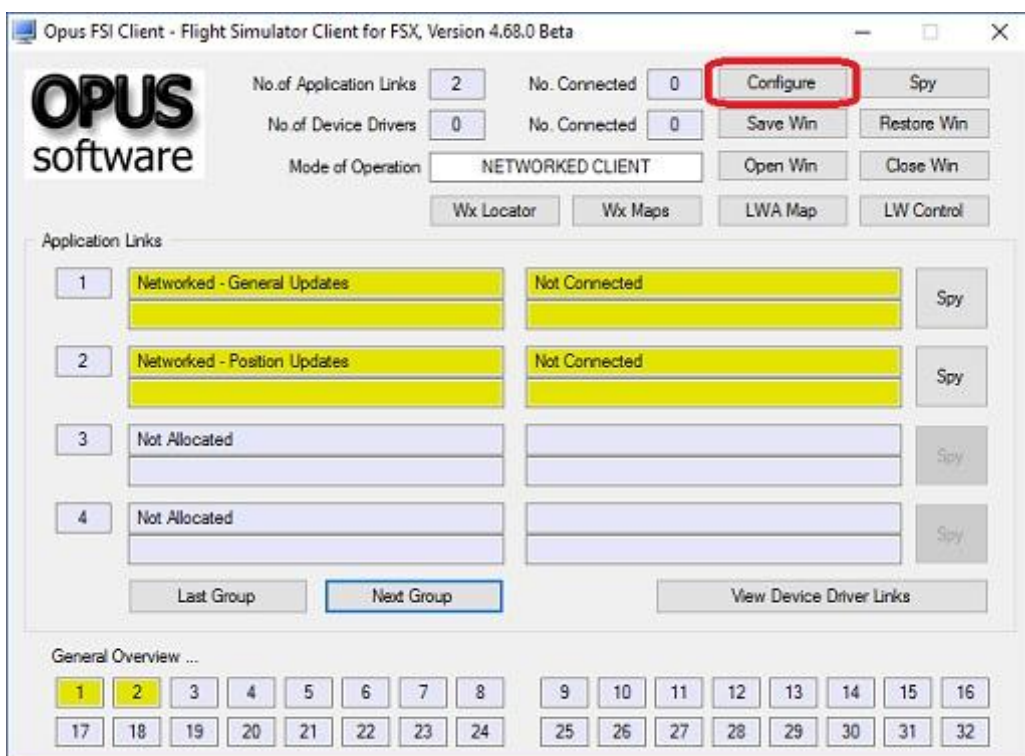 Opus FSI Client - Flight Simulator Client for FSX, Version 4.68.0 Beta
OPUS
software
No.of Application Links 2 No. Connected 0 Configure Spy
No.of Device Drivers 0 No. Connected 0 Save Win Restore Win
Mode of Operation NETWORKED CLIENT Open Win Close Win
Wx Locator Wx Maps LWA Map LW Control
Application Links
1 Networked - General Updates Not Connected Spy
2 Networked - Position Updates Not Connected Spy
3 Not Allocated Spy
4 Not Allocated Spy
Last Group Next Group View Device Driver Links
General Overview ...
1 2 3 4 5 6 7 8 9 10 11 12 13 14 15 16
17 18 19 20 21 22 23 24 25 26 27 28 29 30 31 32